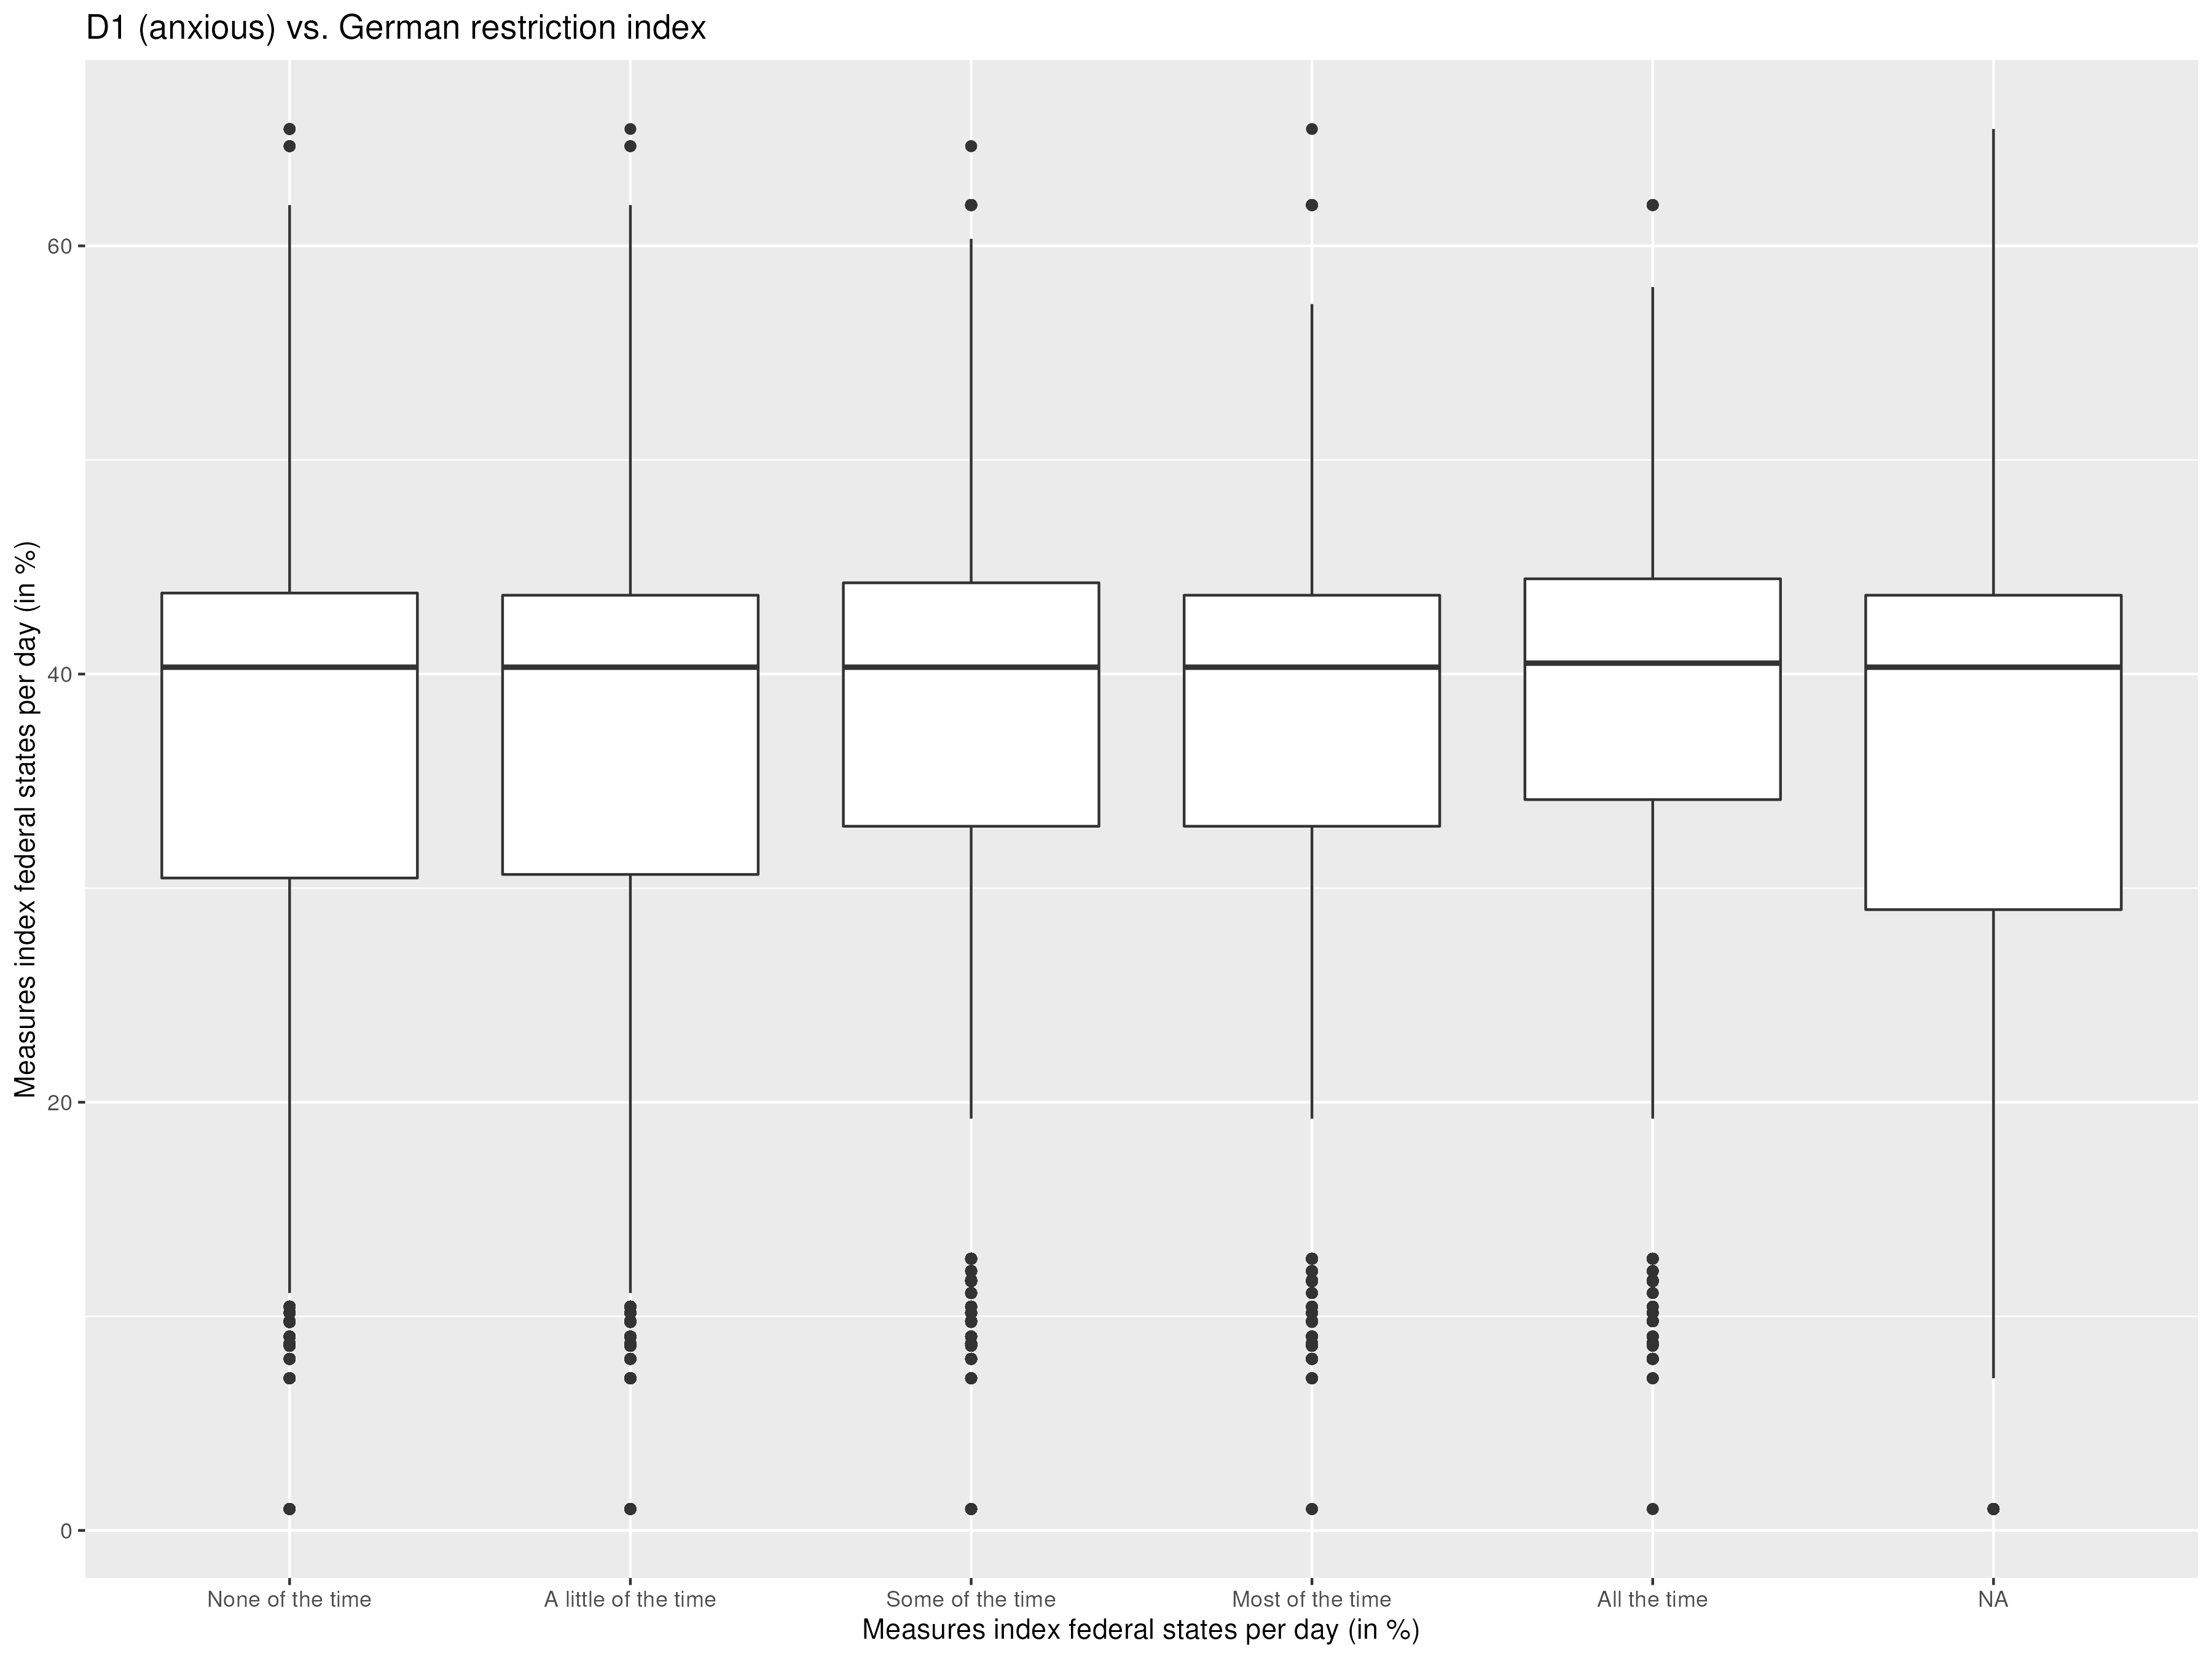 D1 (anxious) vs. German restriction index
Measures index federal states per day (in %)
60
40
20
0
None of the time
A little of the time
Some of the time
Most of the time
All the time
NA
Measures index federal states per day (in %)